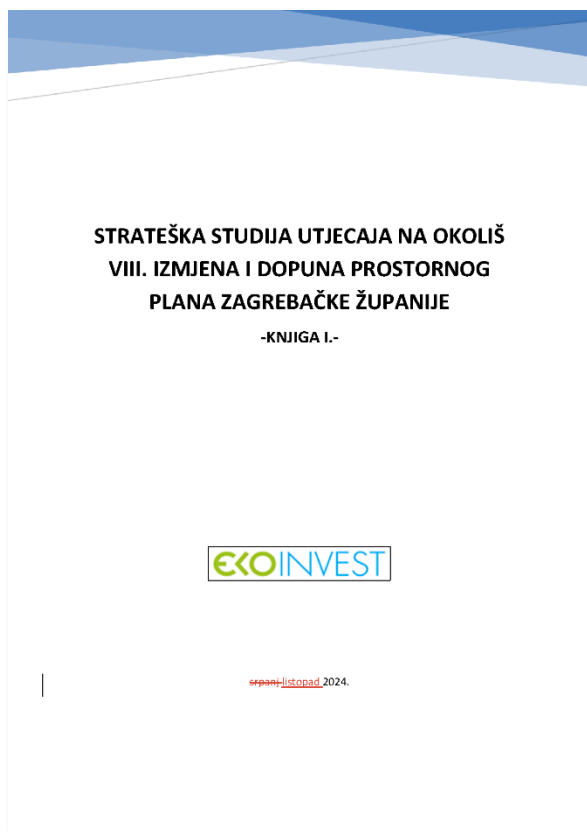 STRATEŠKA STUDIJA UTJECAJA NA OKOLIŠ
VIII. IZMJENA I DOPUNA PROSTORNOG
PLANA ZAGREBAČKE ŽUPANIJE
-KNJIGA I.-
EKOINVEST
srpanj listopad 2024.